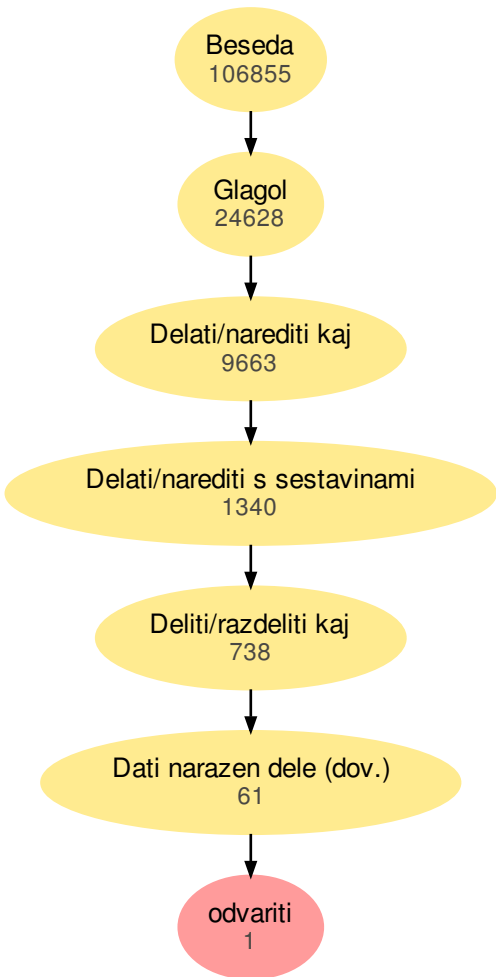 Beseda
106855
Glagol
24628
Delati/narediti kaj
9663
Delati/narediti s sestavinami
1340
Deliti/razdeliti kaj
738
Dati narazen dele (dov.)
61
odvariti
1